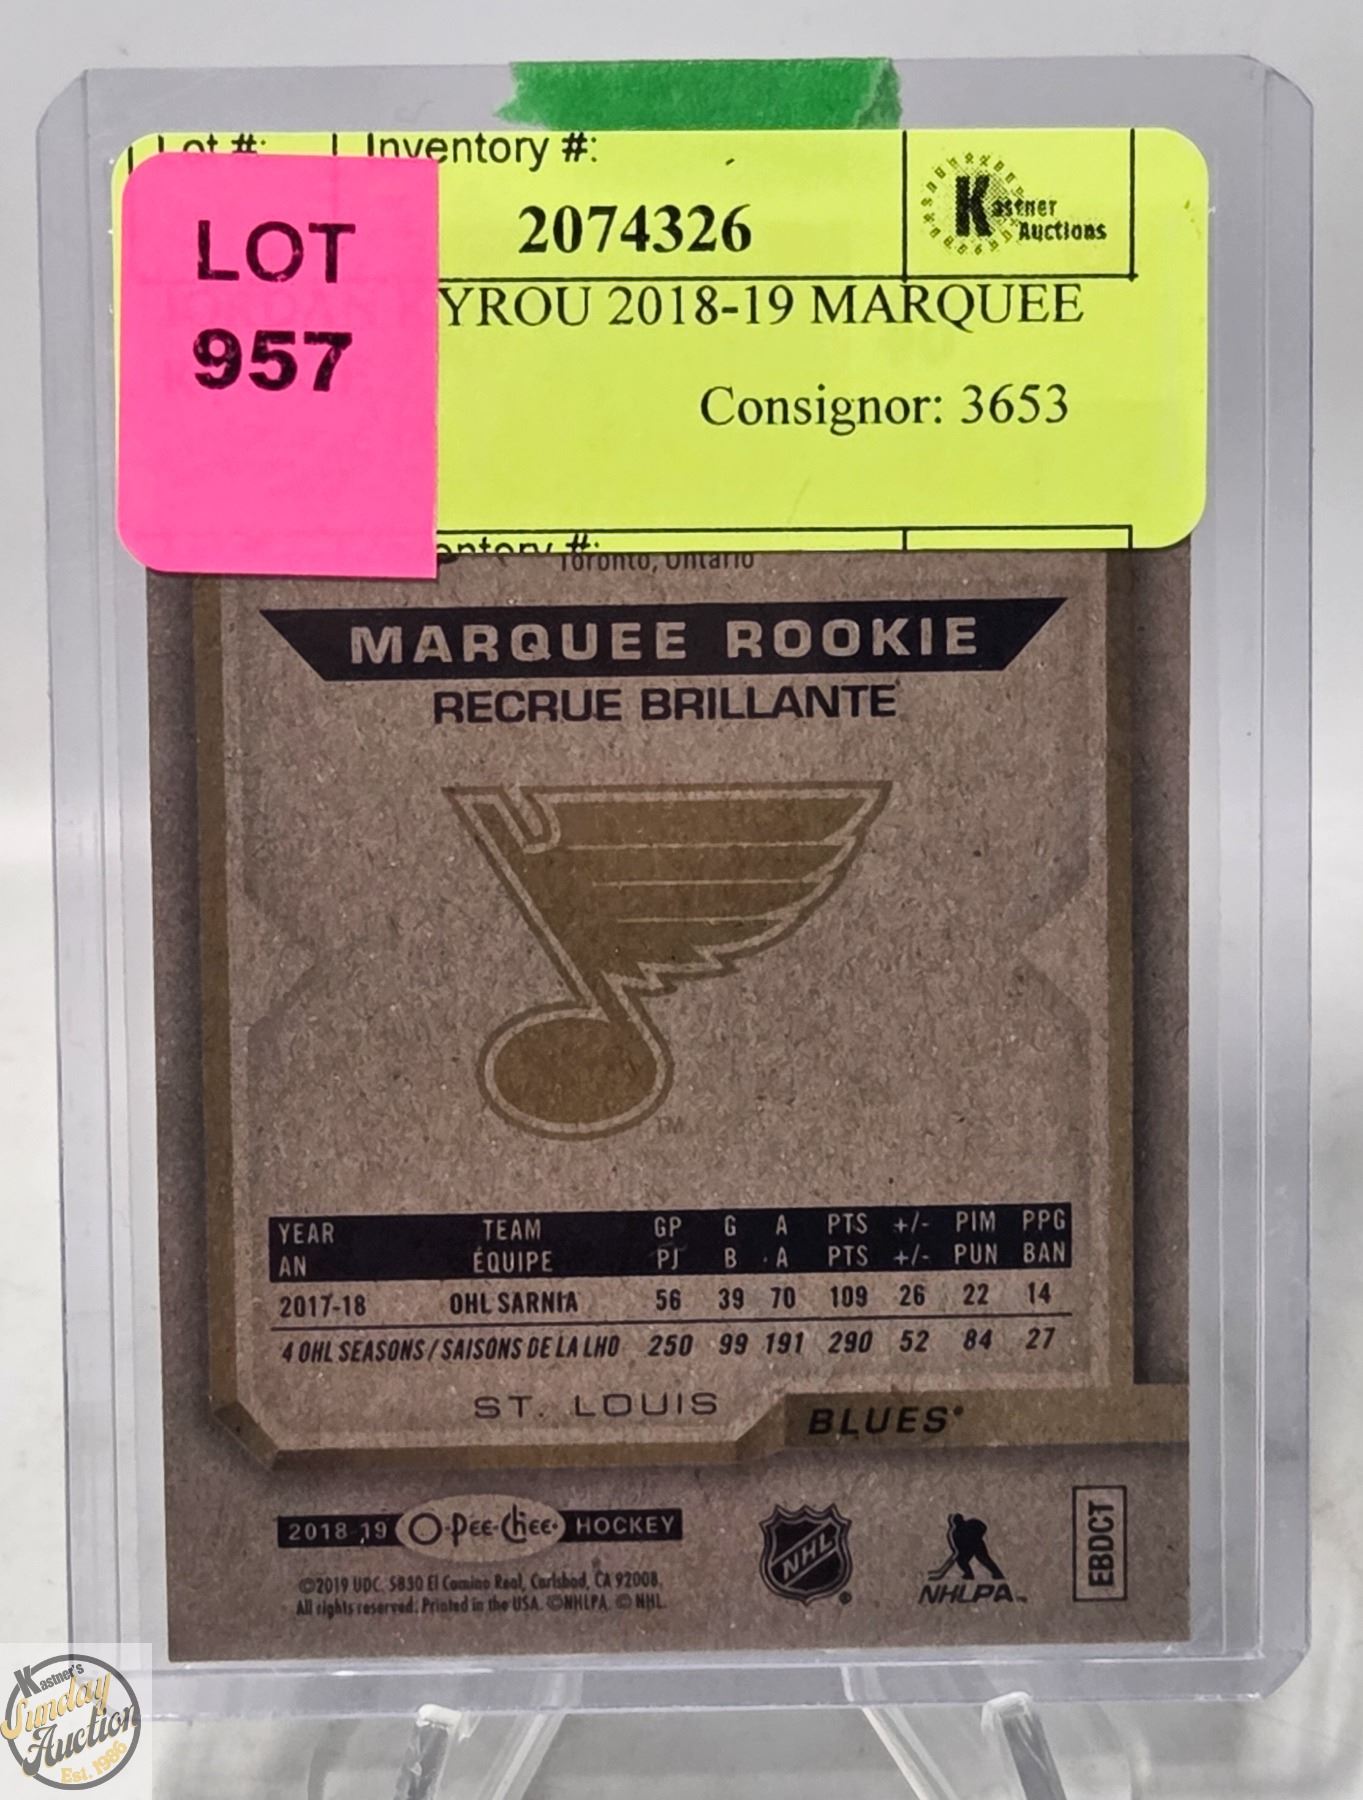 Lot #: Inventory #:
LOT
957
2074326
Kastner
Auctions
YROU 2018-19 MARQUEE
Consignor: 3653
entory #:
Toronto, Ontario
MARQUEE ROOKIE
RECRUE BRILLANTE
TM
YEAR TEAM GP G A PTS +/- PIM PPG
AN ÉQUIPE PJ B A PTS +/- PUN BAN
2017-18 OHL SARNIA 56 39 70 109 26 22 14
4 OHL SEASONS / SAISONS DE LA LHO 250 99 191 290 52 84 27
ST. LOUIS
BLUES®
2018-19 O-Pee-Chee® HOCKEY
©2019 UDC. 5830 El Camino Real, Carlsbad, CA 92008.
All rights reserved. Printed in the USA. ©NHLPA. © NHL.
NHL®
NHLPA™
EBDCT
Kastner's
Sunday
Auction
Est. 1986